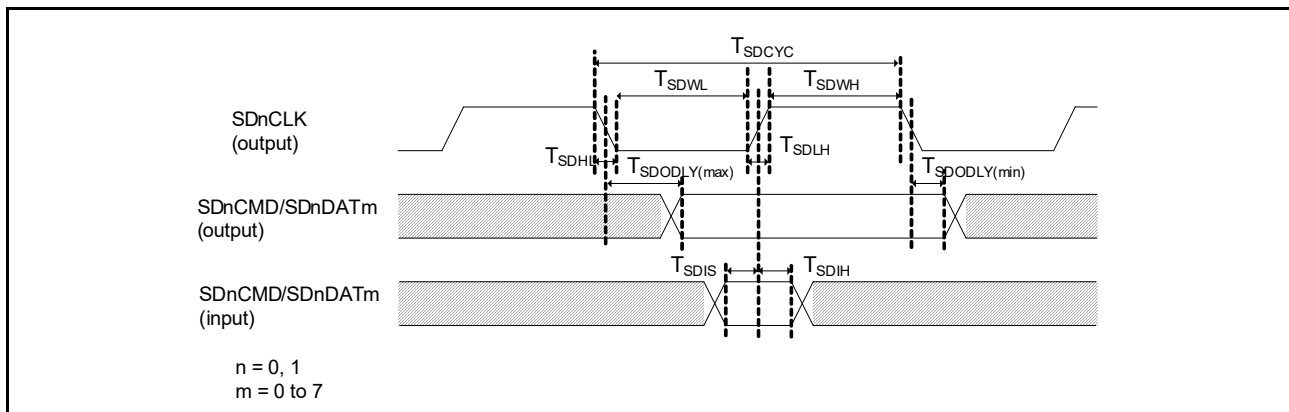 TSDCYC
TSDWL TSDWH
SDnCLK
(output)
TSDHL TSDODLY(max) TSDLH TSDODLY(min)
SDnCMD/SDnDATm
(output)
TSDIS TSDIH
SDnCMD/SDnDATm
(input)
n = 0, 1
m = 0 to 7